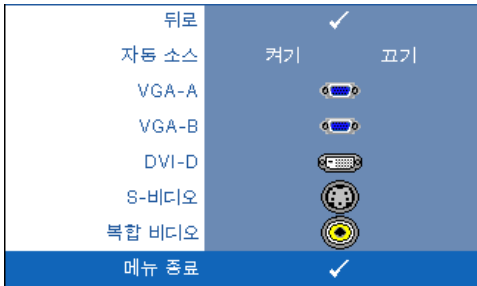 뒤로
자동 소스 켜기 끄기
VGA-A
VGA-B
DVI-D
S-비디오
복합 비디오
메뉴 종료